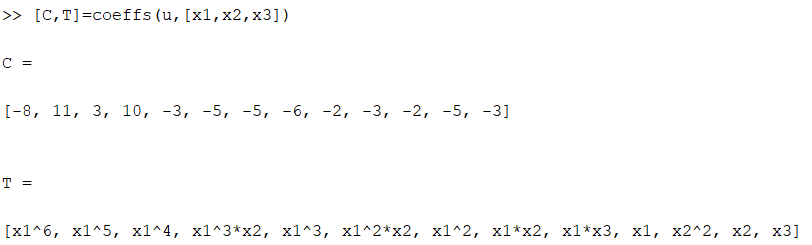 >> [C,T]=coeffs(u,[x1,x2,x3])
C =
[-8, 11, 3, 10, -3, -5, -5, -6, -2, -3, -2, -5, -3]
T =
[x1^6, x1^5, x1^4, x1^3*x2, x1^3, x1^2*x2, x1^2, x1*x2, x1*x3, x1, x2^2, x2, x3]